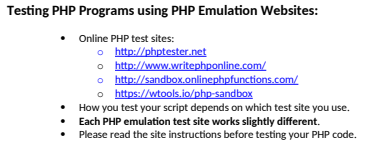 Testing PHP Programs using PHP Emulation Websites:
• Online PHP test sites:
o http://phptester.net
o http://www.writephponline.com/
o http://sandbox.onlinephpfunctions.com/
o https://wtools.io/php-sandbox
• How you test your script depends on which test site you use.
• Each PHP emulation test site works slightly different.
• Please read the site instructions before testing your PHP code.